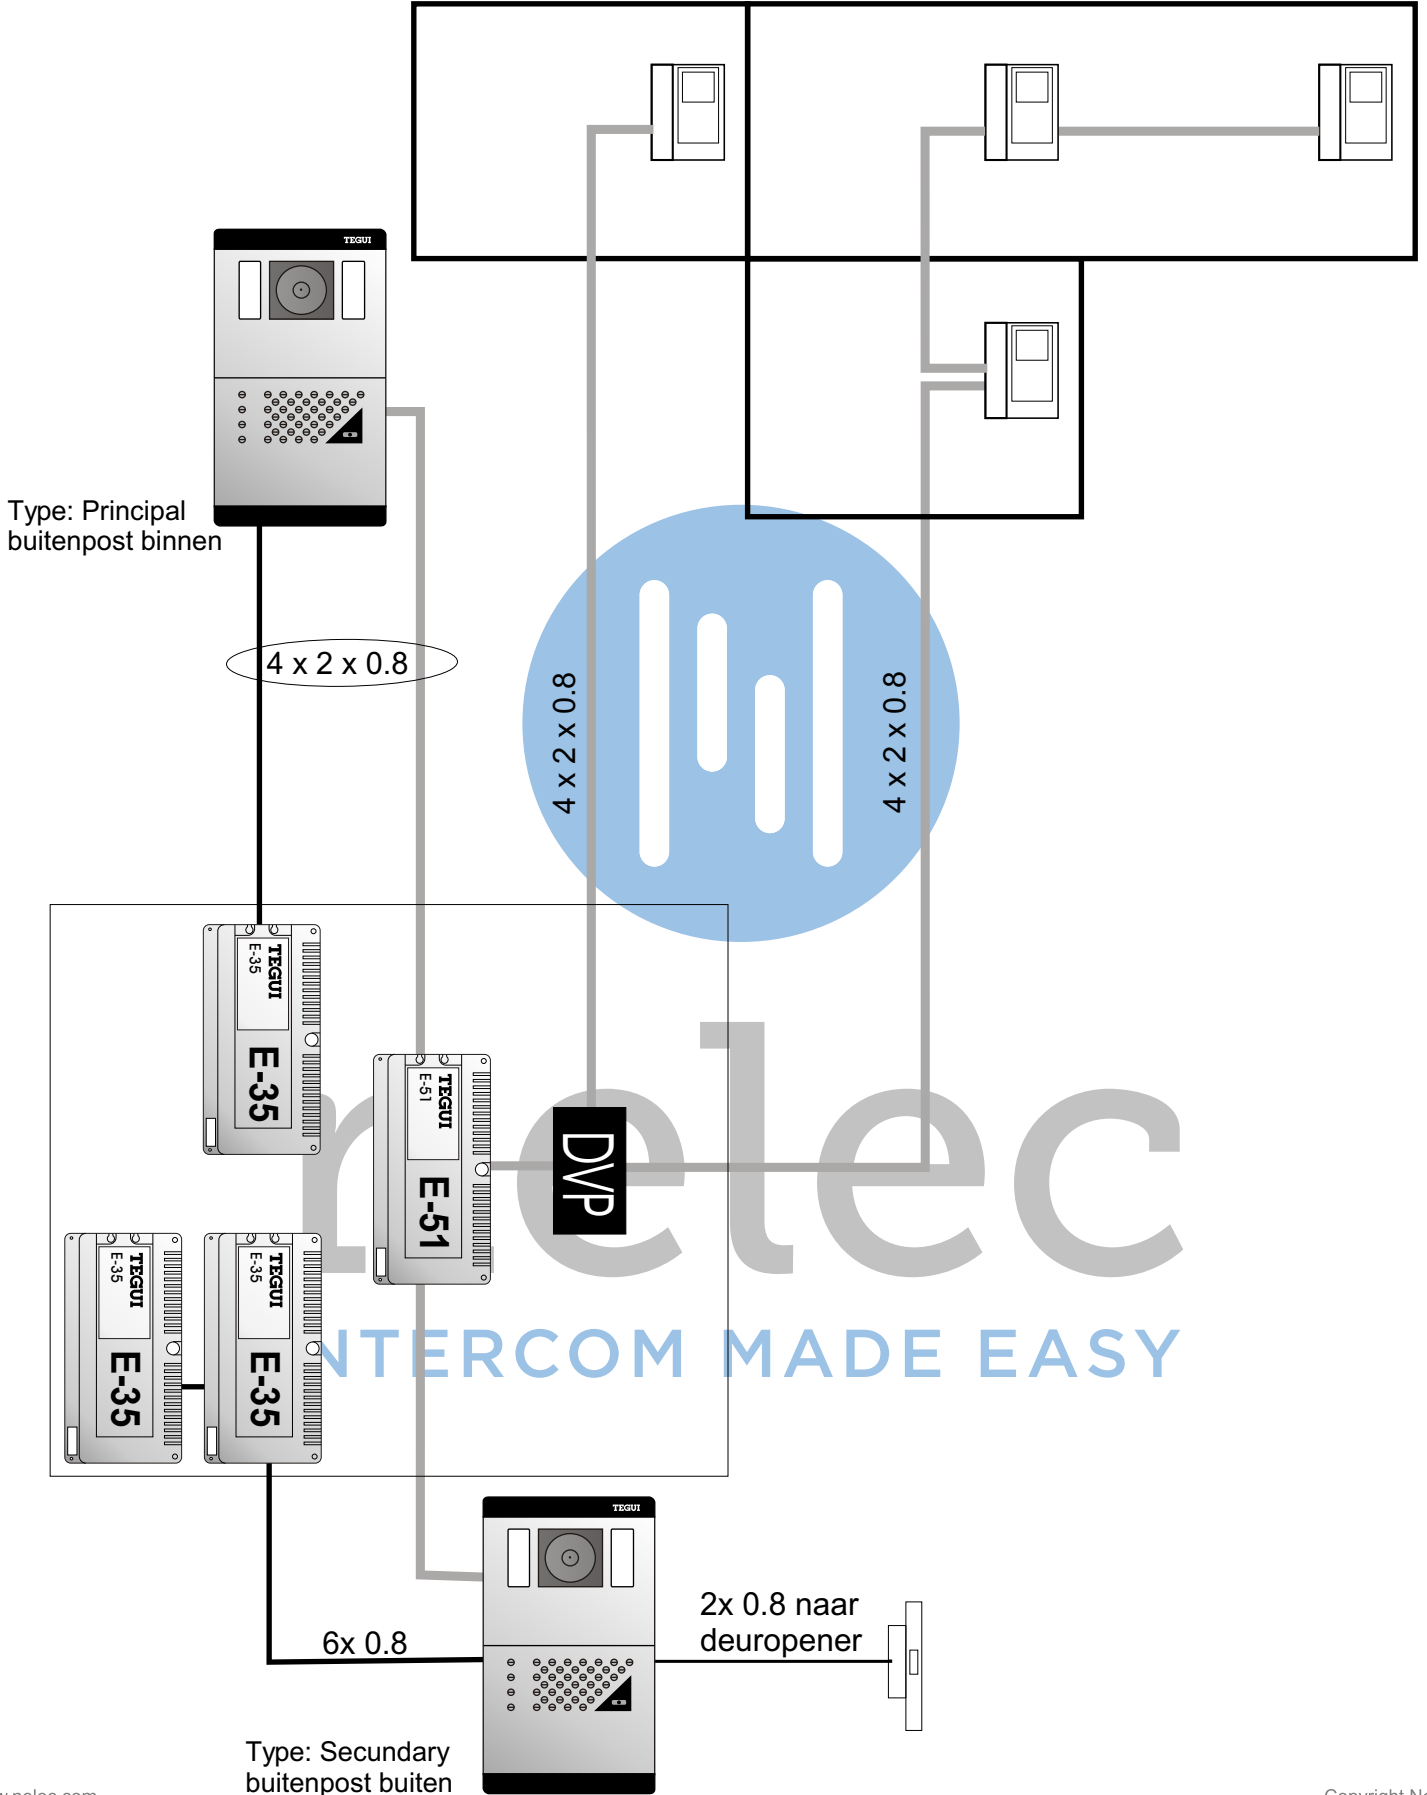 TEGUI
Type: Principal
buitenpost binnen
4 x 2 x 0.8
4 x 2 x 0.8
4 x 2 x 0.8
TEGUI
E-35
E-35
TEGUI
E-51
E-51
DVP
nelec
INTERCOM MADE EASY
TEGUI
E-35
E-35
TEGUI
E-35
E-35
TEGUI
2x 0.8 naar
deuropener
6x 0.8
Type: Secundary
buitenpost buiten